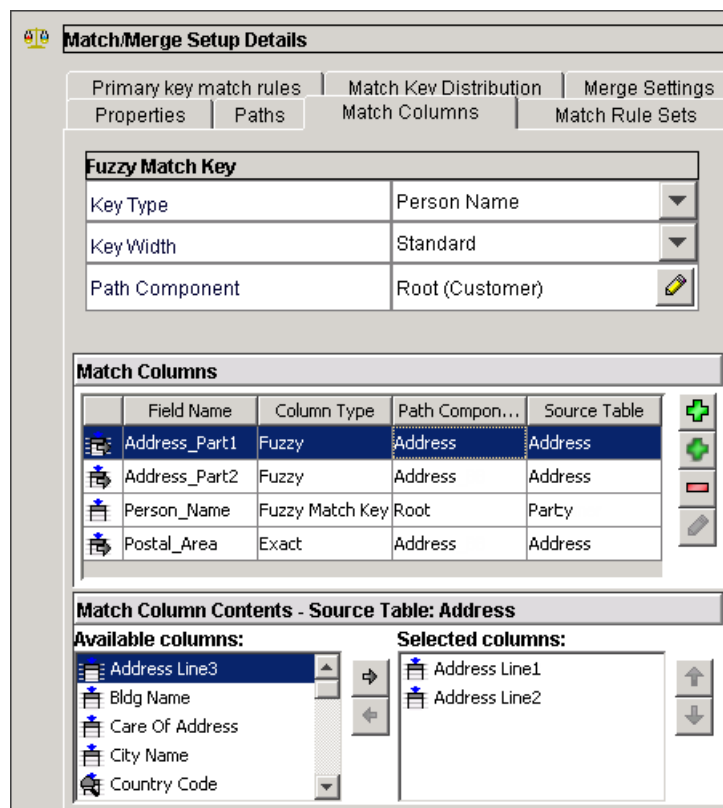 Match/Merge Setup Details
Primary key match rules Match Key Distribution Merge Settings
Properties Paths Match Columns Match Rule Sets
Fuzzy Match Key
Key Type Person Name
Key Width Standard
Path Component Root (Customer)
Match Columns
Field Name Column Type Path Compon... Source Table
Address_Part1 Fuzzy Address Address
Address_Part2 Fuzzy Address Address
Person_Name Fuzzy Match Key Root Party
Postal_Area Exact Address Address
Match Column Contents - Source Table: Address
Available columns: Selected columns:
Address Line3 Address Line1
Bldg Name Address Line2
Care Of Address
City Name
Country Code